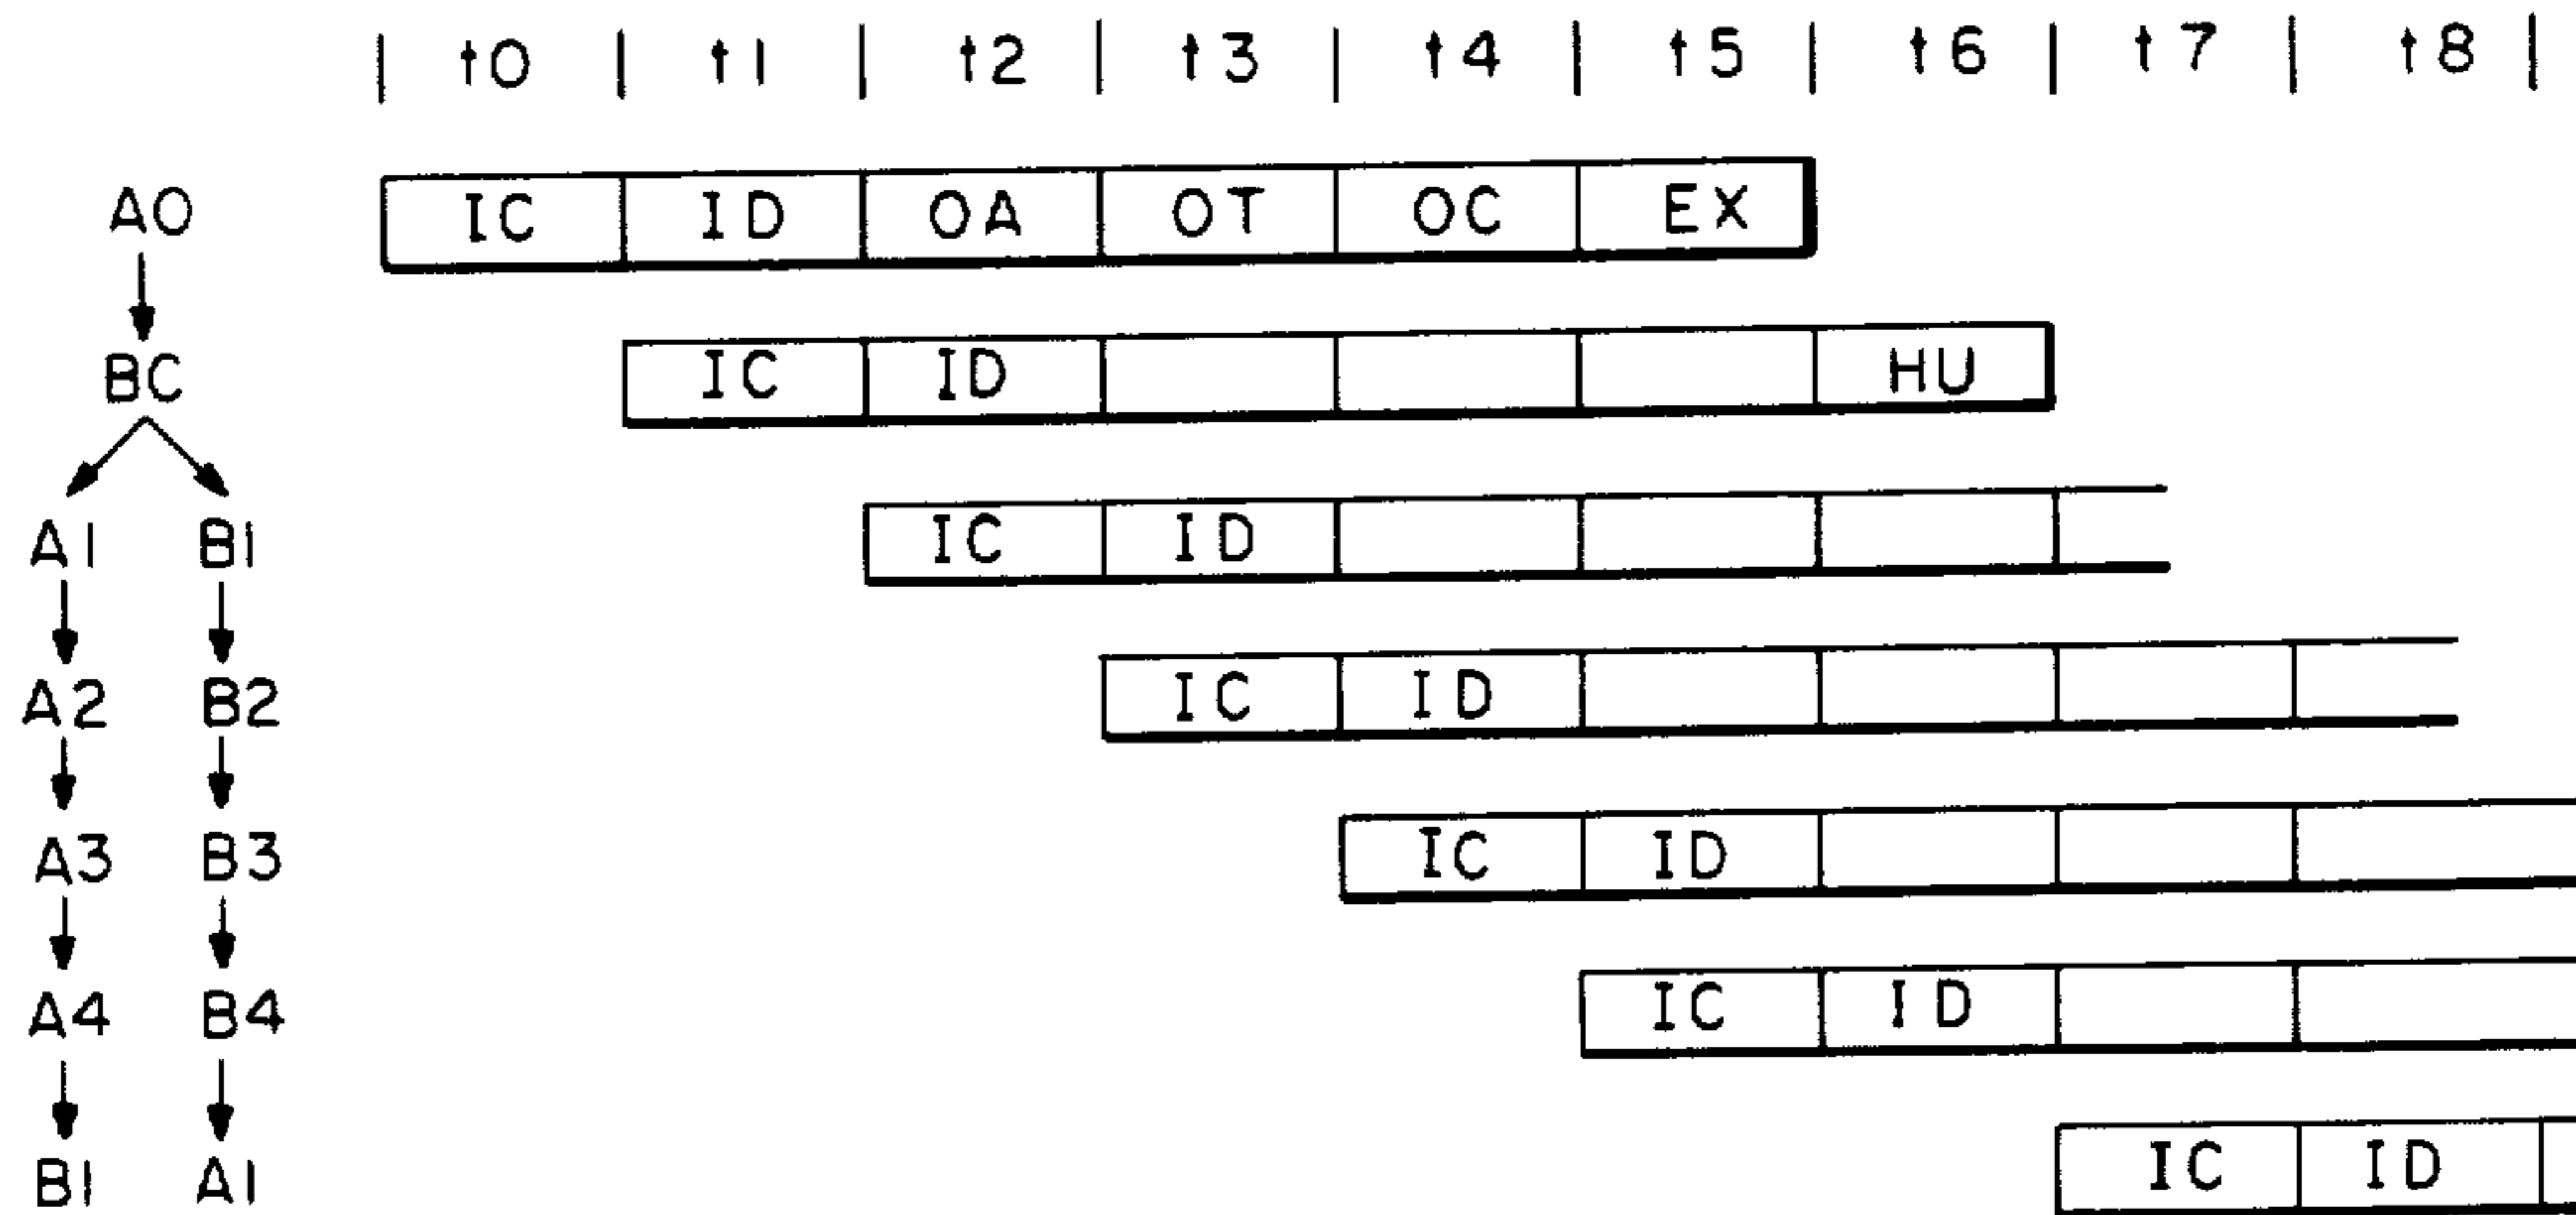 | t0 | t1 | t2 | t3 | t4 | t5 | t6 | t7 | t8 |
A0 IC ID OA OT OC EX
BC IC ID HU
A1 B1 IC ID
A2 B2 IC ID
A3 B3 IC ID
A4 B4 IC ID
B1 A1 IC ID